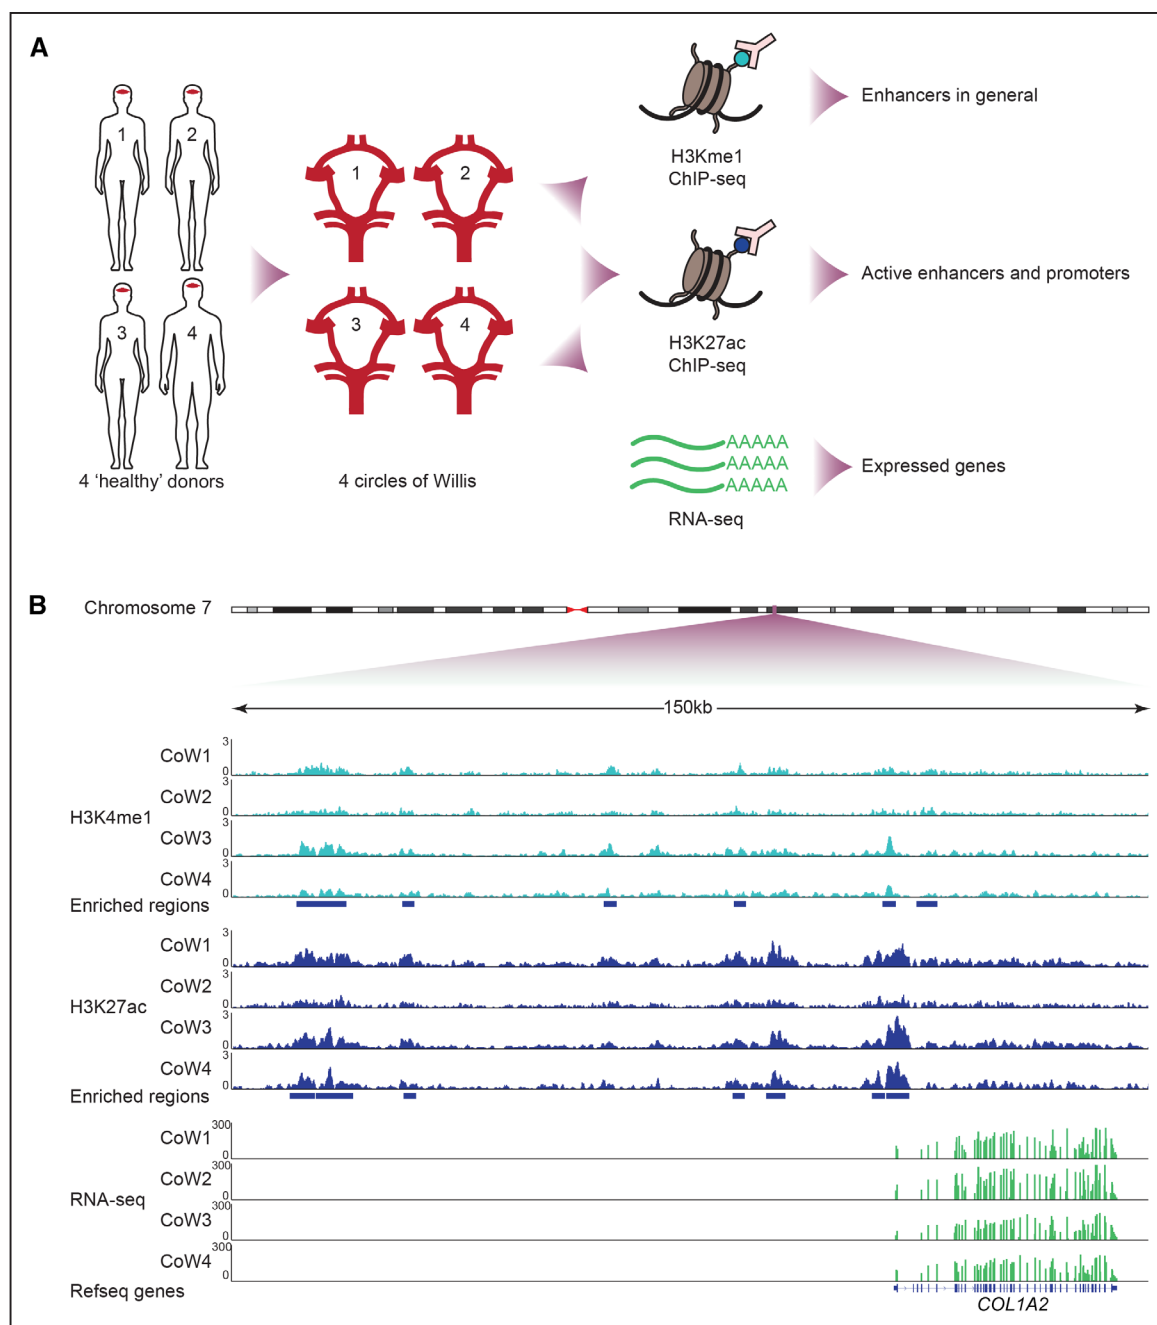 A
1
2
3
4
4 'healthy' donors
1
2
3
4
4 circles of Willis
H3Kme1
ChIP-seq
Enhancers in general
H3K27ac
ChIP-seq
Active enhancers and promoters
AAAAA
AAAAA
AAAAA
RNA-seq
Expressed genes
B
Chromosome 7
150kb
H3K4me1
CoW1
3
0
CoW2
3
0
CoW3
3
0
CoW4
3
0
Enriched regions
H3K27ac
CoW1
3
0
CoW2
3
0
CoW3
3
0
CoW4
3
0
Enriched regions
RNA-seq
CoW1
300
0
CoW2
300
0
CoW3
300
0
CoW4
300
0
Refseq genes
COL1A2